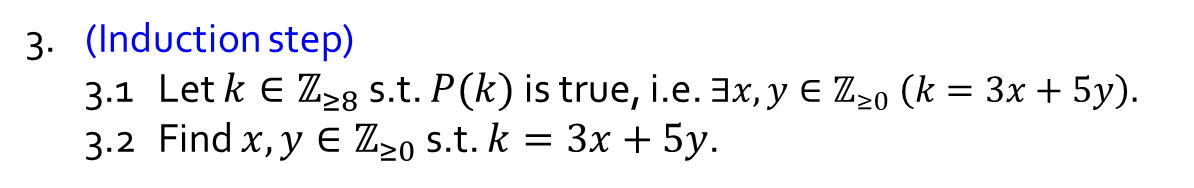 3. (Induction step)
3.1 Let k ∈ ℤ≥8 s.t. P(k) is true, i.e. ∃x, y ∈ ℤ≥0 (k = 3x + 5y).
3.2 Find x, y ∈ ℤ≥0 s.t. k = 3x + 5y.